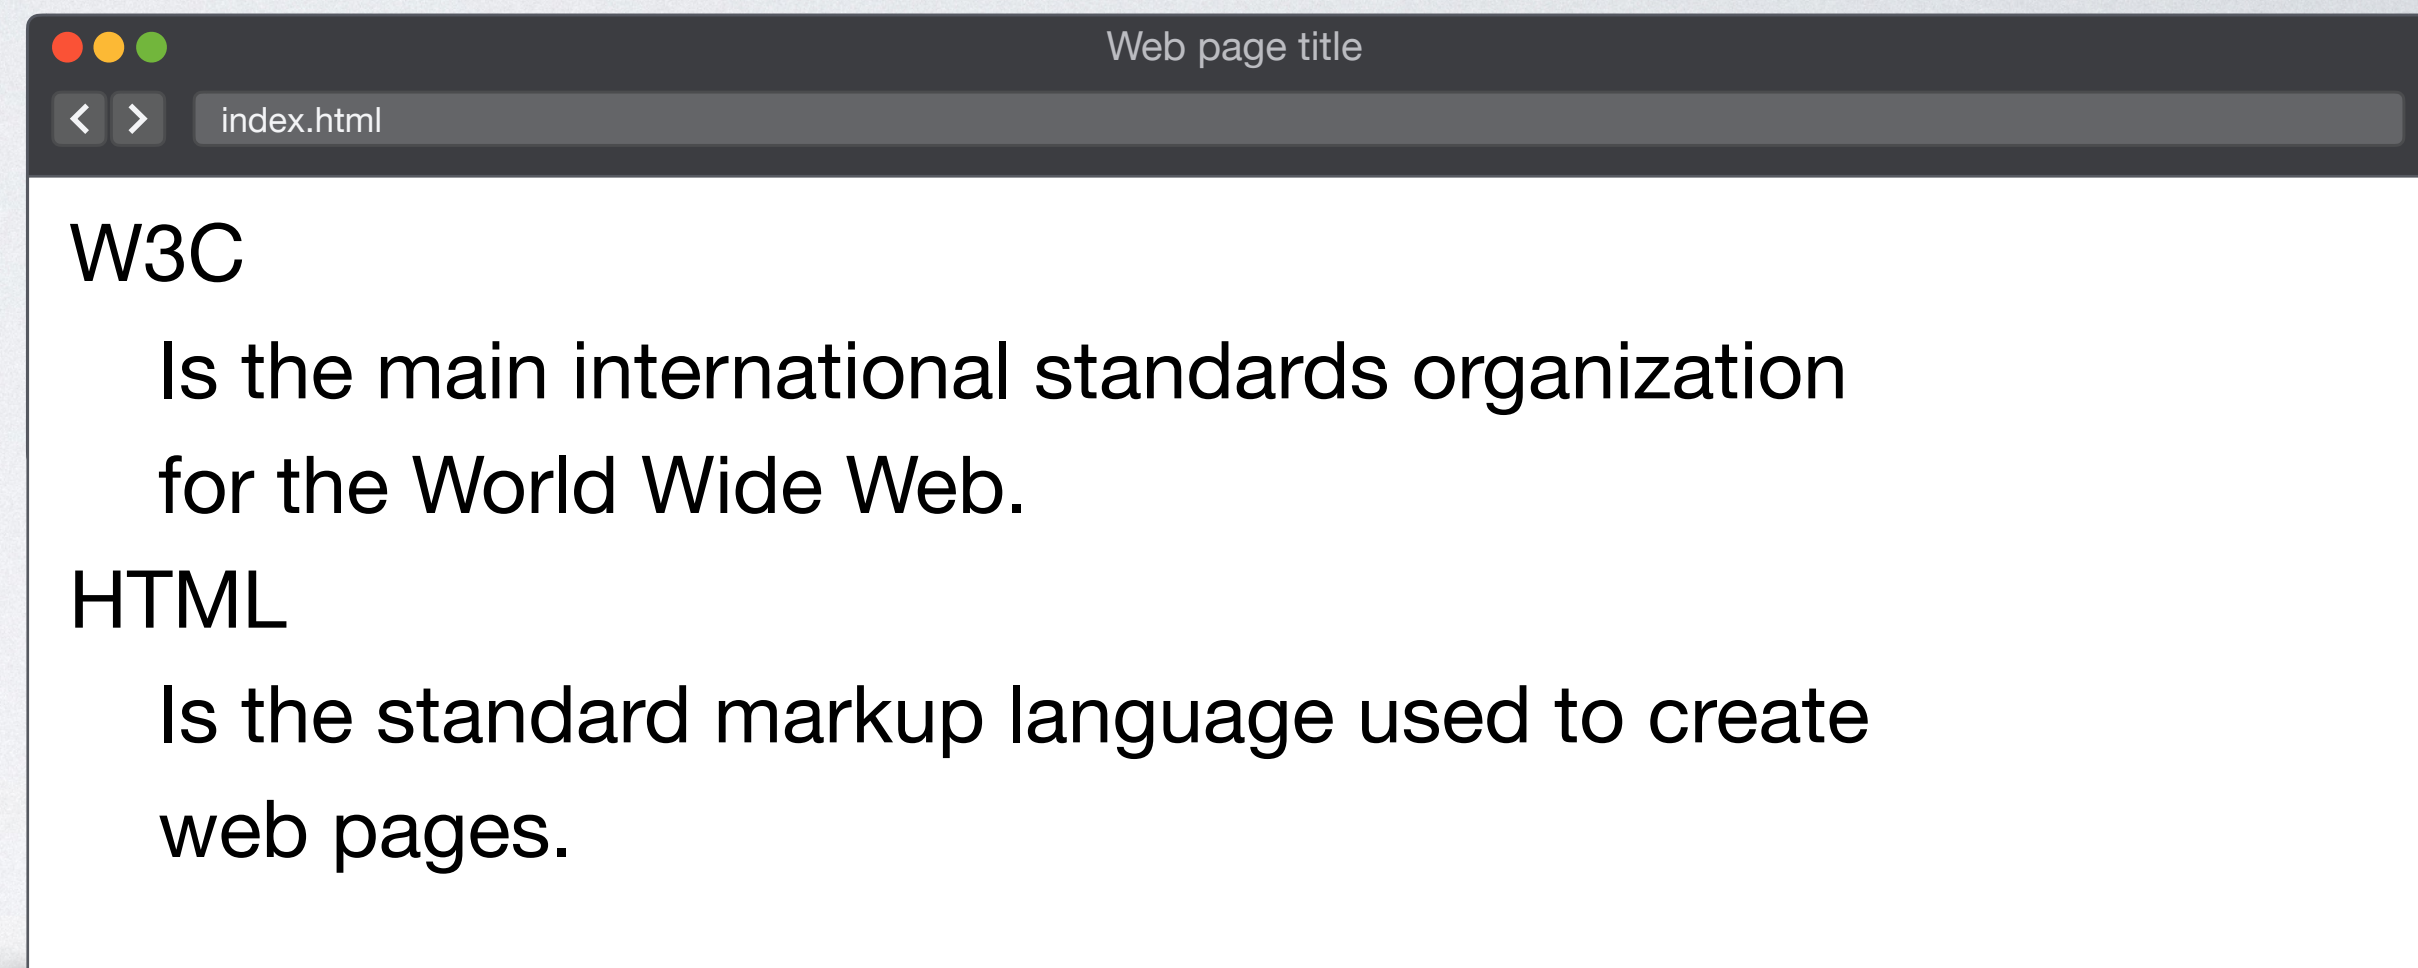 Web page title
index.html
W3C
Is the main international standards organization
for the World Wide Web.
HTML
Is the standard markup language used to create
web pages.